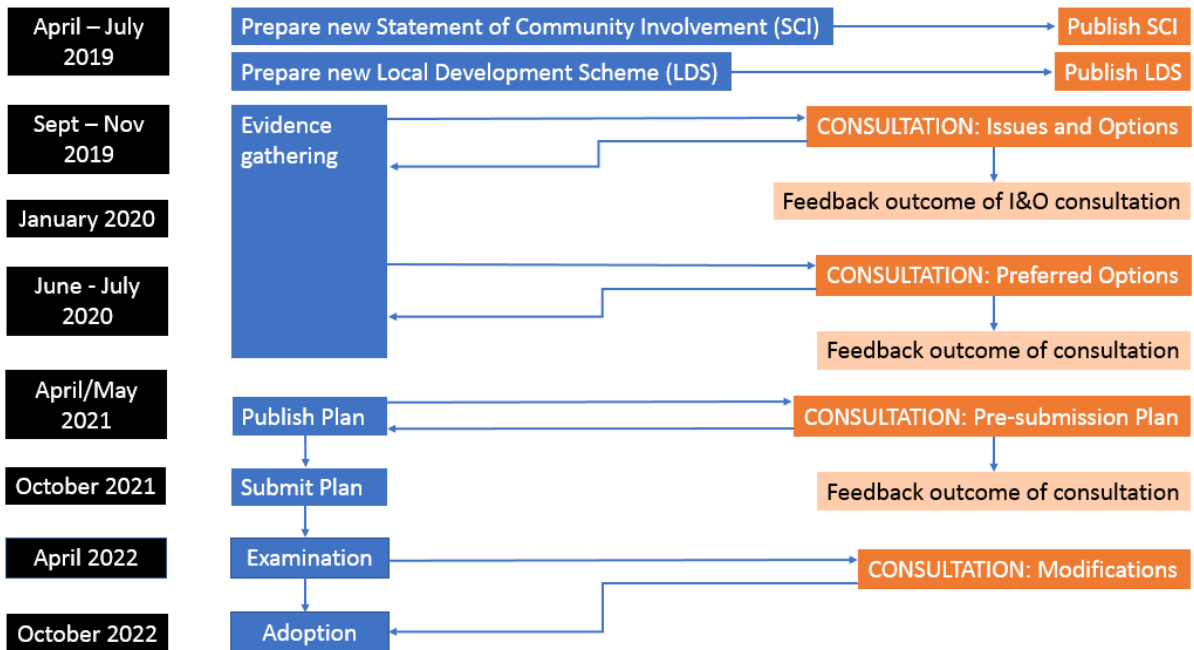 April – July
2019
Prepare new Statement of Community Involvement (SCI)
Publish SCI
Prepare new Local Development Scheme (LDS)
Publish LDS
Sept – Nov
2019
Evidence
gathering
CONSULTATION: Issues and Options
Feedback outcome of I&O consultation
January 2020
June - July
2020
CONSULTATION: Preferred Options
Feedback outcome of consultation
April/May
2021
Publish Plan
CONSULTATION: Pre-submission Plan
October 2021
Submit Plan
Feedback outcome of consultation
April 2022
Examination
CONSULTATION: Modifications
October 2022
Adoption